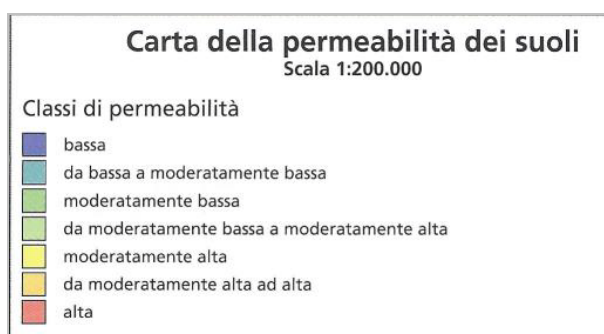 Carta della permeabilità dei suoli
Scala 1:200.000
Classi di permeabilità
bassa
da bassa a moderatamente bassa
moderatamente bassa
da moderatamente bassa a moderatamente alta
moderatamente alta
da moderatamente alta ad alta
alta